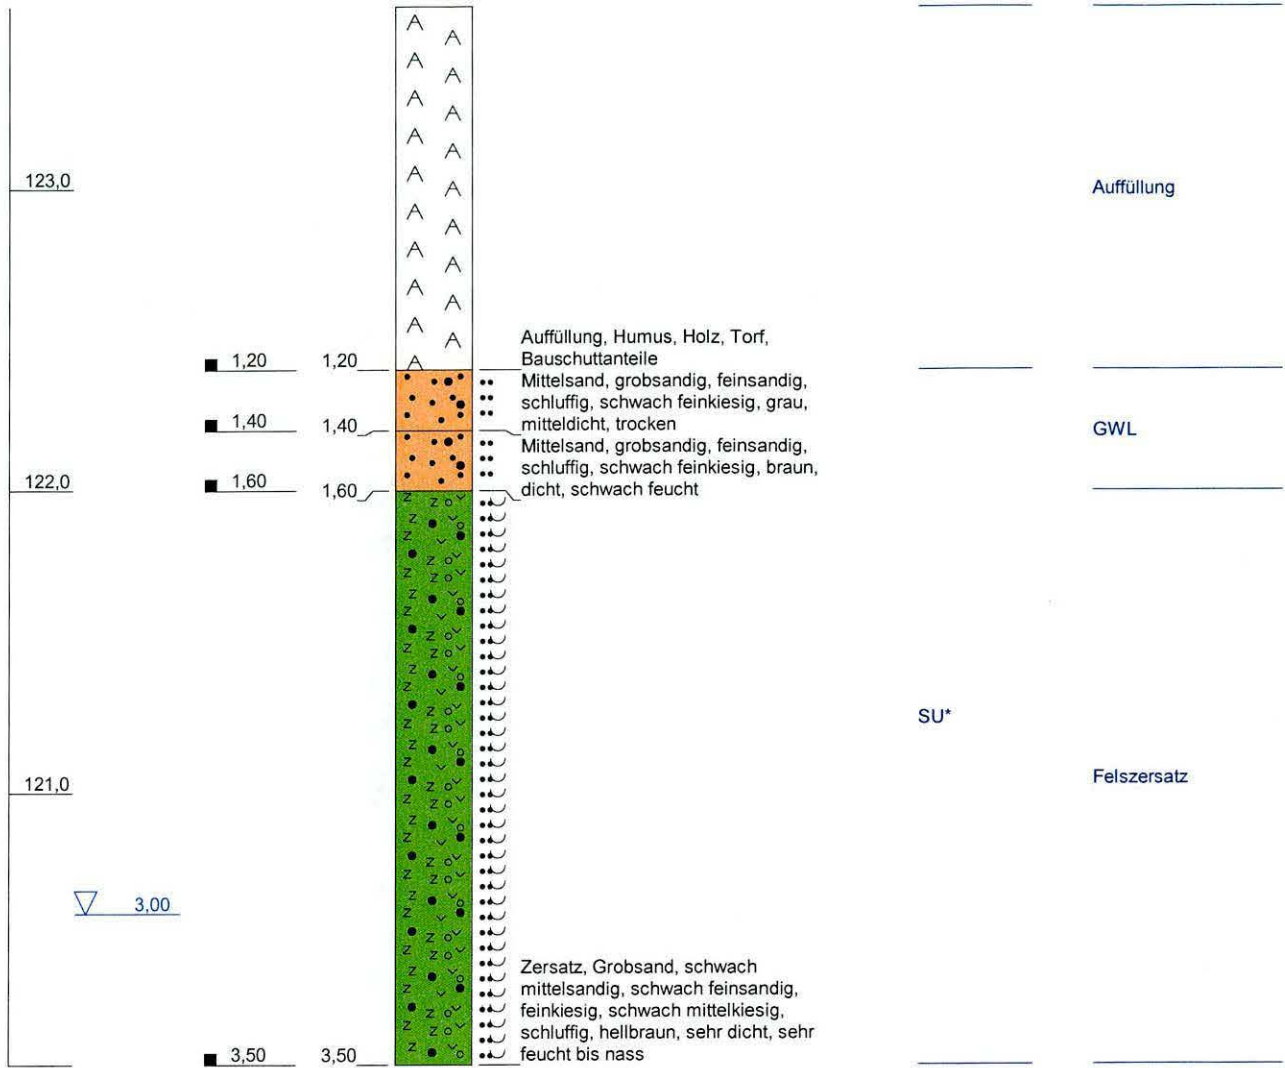 123,0
Auffüllung
Auffüllung, Humus, Holz, Torf,
Bauschuttanteile
1,20 1,20
Mittelsand, grobsandig, feinsandig,
schluffig, schwach feinkiesig, grau,
mitteldicht, trocken
1,40 1,40
GWL
Mittelsand, grobsandig, feinsandig,
schluffig, schwach feinkiesig, braun,
dicht, schwach feucht
122,0
1,60 1,60
SU*
Felszersatz
121,0
3,00
Zersatz, Grobsand, schwach
mittelsandig, schwach feinsandig,
feinkiesig, schwach mittelkiesig,
schluffig, hellbraun, sehr dicht, sehr
feucht bis nass
3,50 3,50